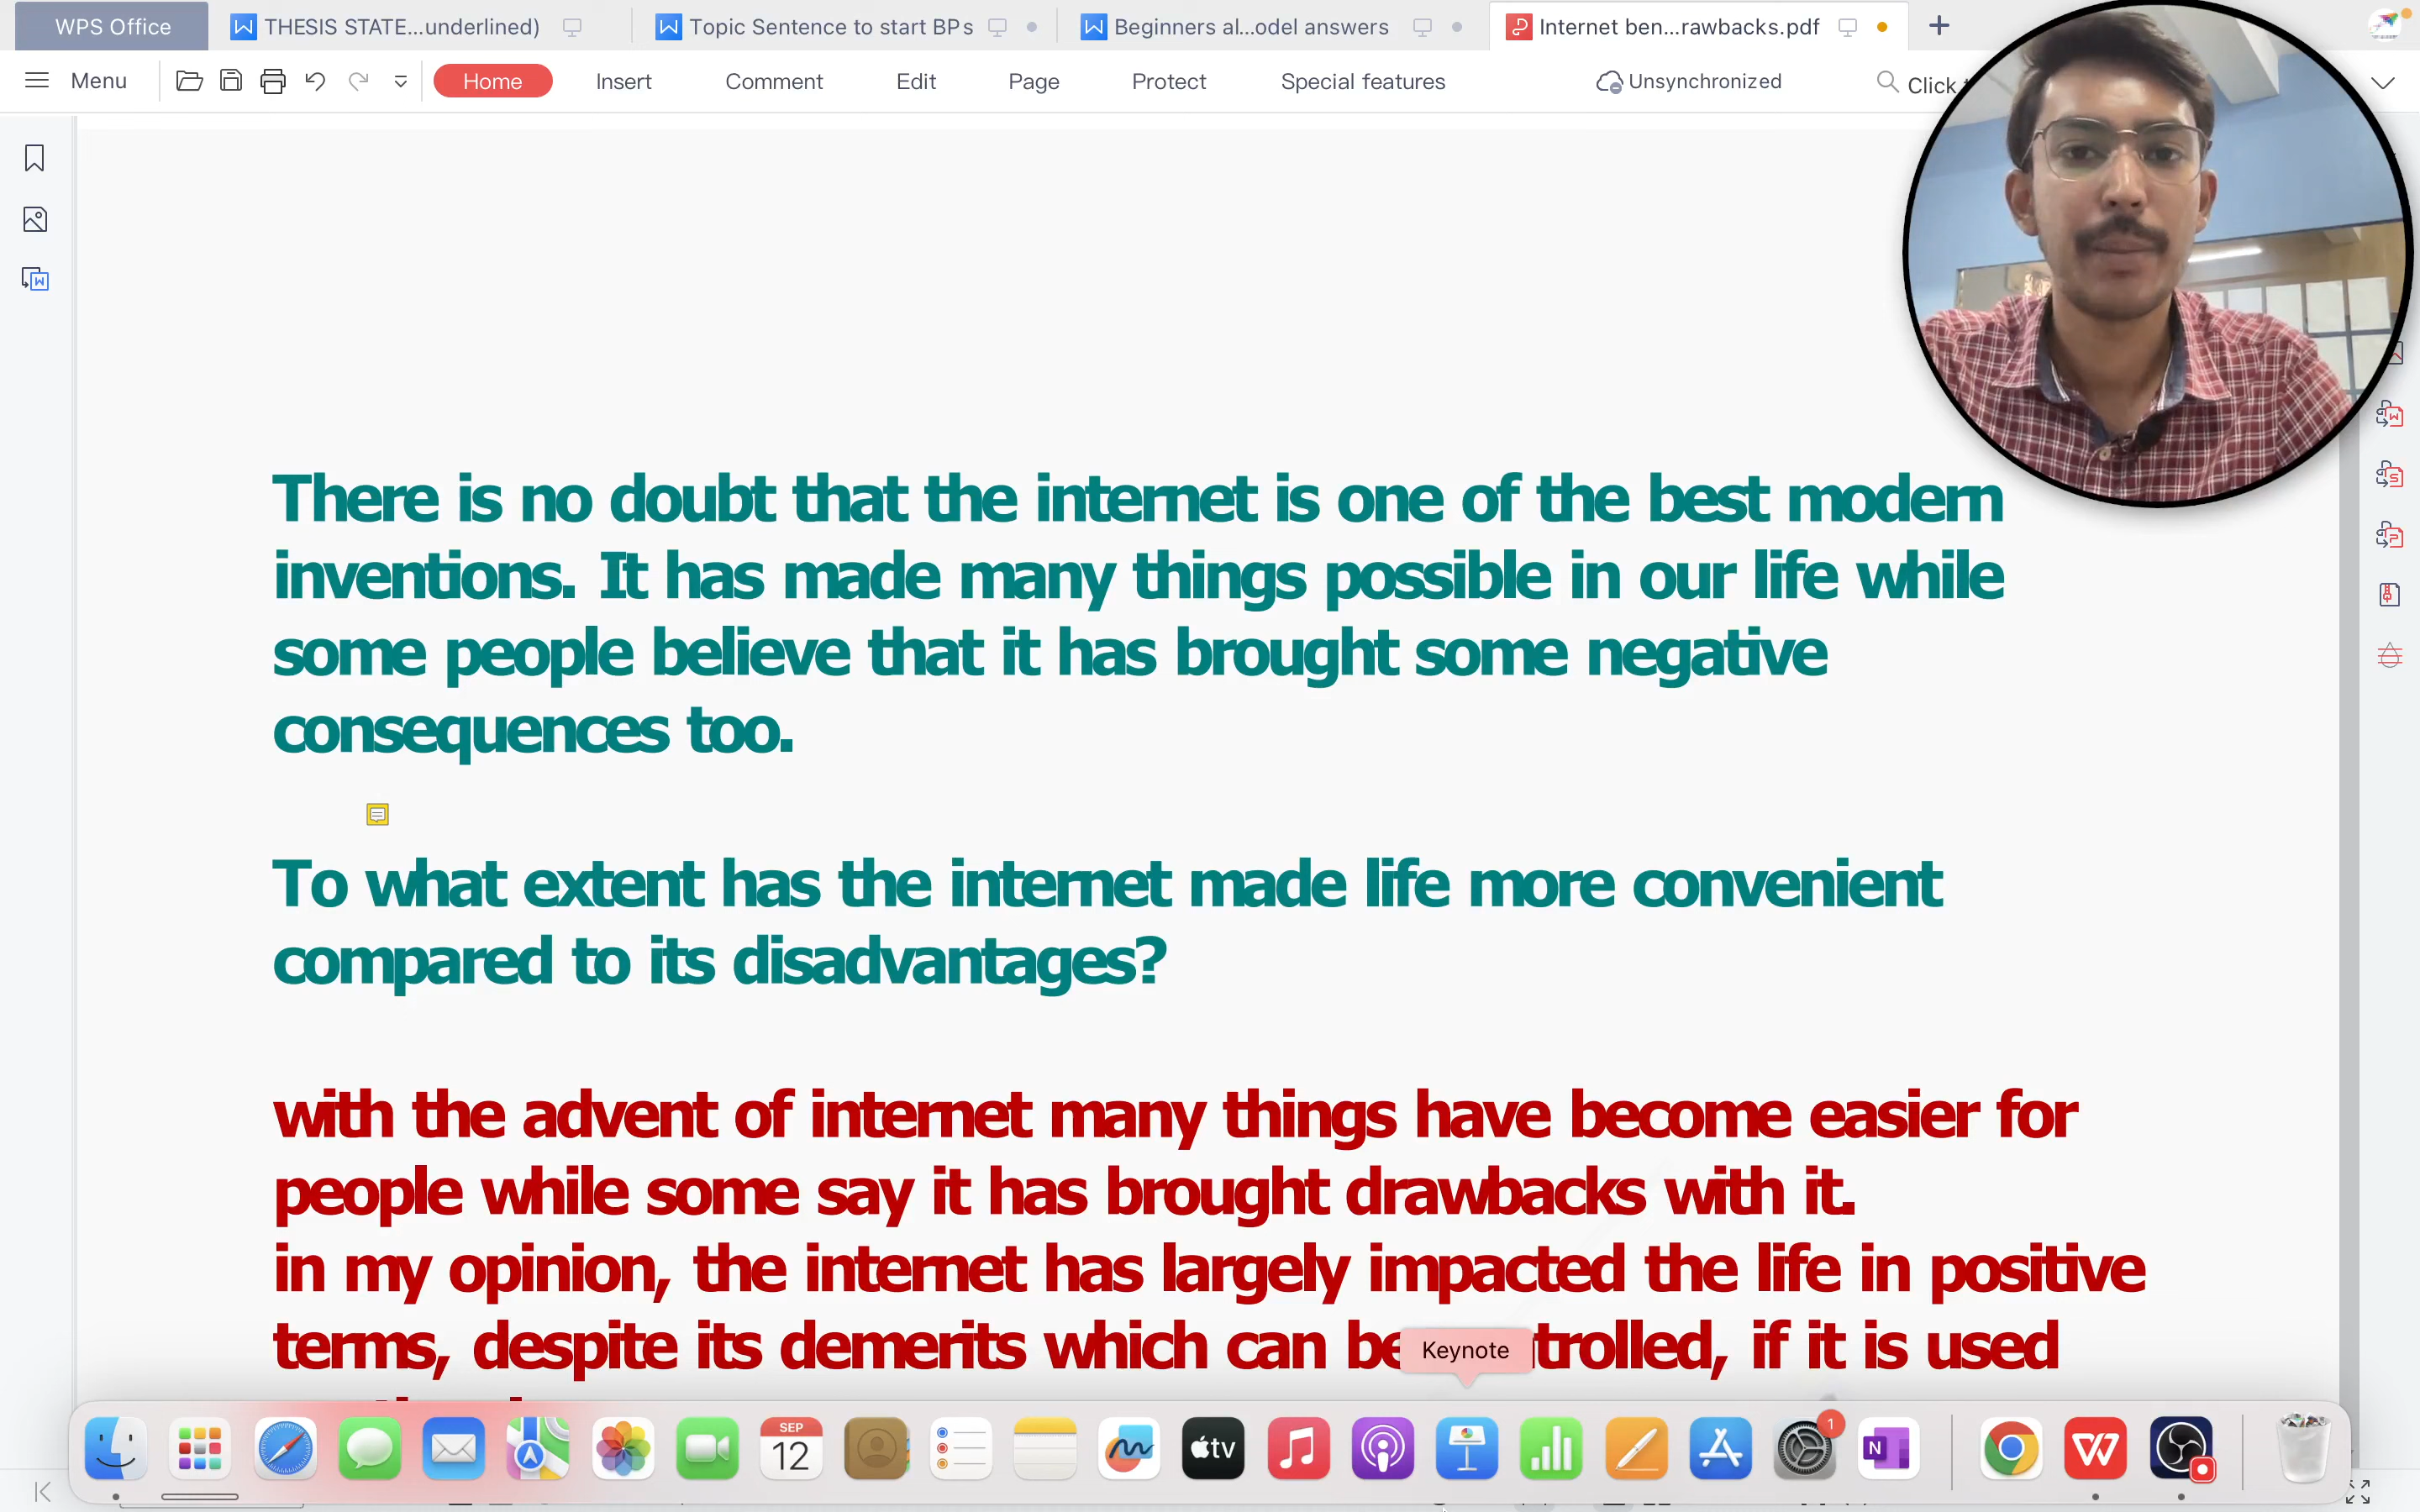 WPS Office THESIS STATE...underlined) Topic Sentence to start BPs Beginners al...odel answers Internet ben...rawbacks.pdf
Menu Home Insert Comment Edit Page Protect Special features Unsynchronized Click
There is no doubt that the internet is one of the best modern
inventions. It has made many things possible in our life while
some people believe that it has brought some negative
consequences too.
To what extent has the internet made life more convenient
compared to its disadvantages?
with the advent of internet many things have become easier for
people while some say it has brought drawbacks with it.
in my opinion, the internet has largely impacted the life in positive
terms, despite its demerits which can be trolled, if it is used
Keynote
SEP
12
tv
1
N